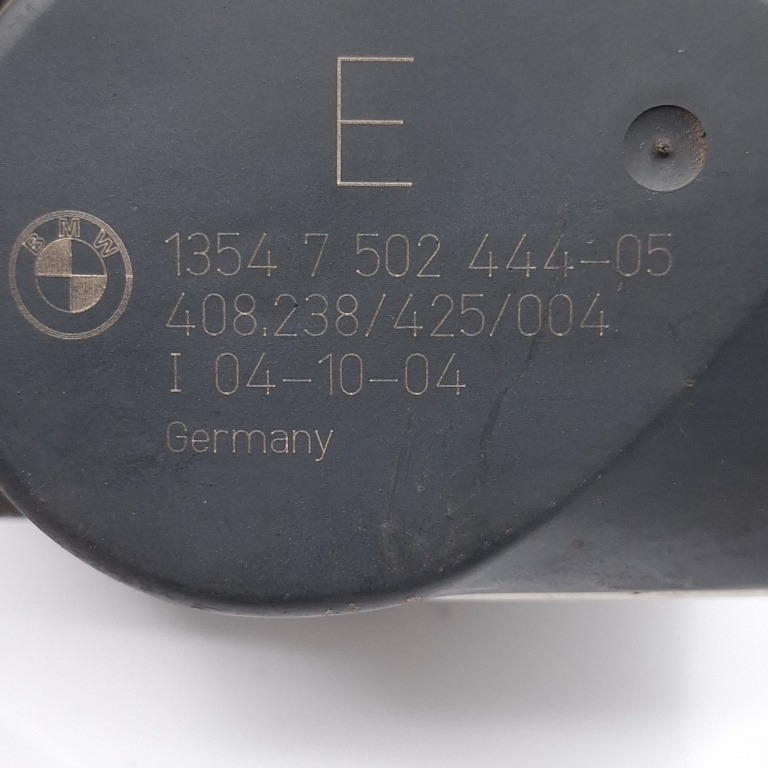 E
BMW
1354 7 502 444-05
408.238/425/004
I 04-10-04
Germany